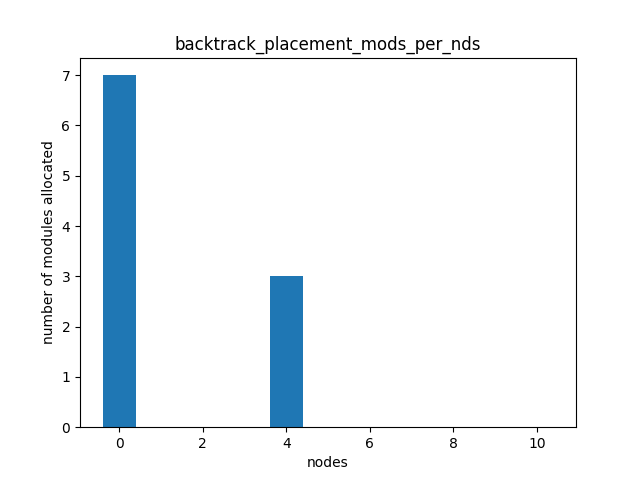 backtrack_placement_mods_per_nds
number of modules allocated
7
6
5
4
3
2
1
0
0 2 4 6 8 10
nodes